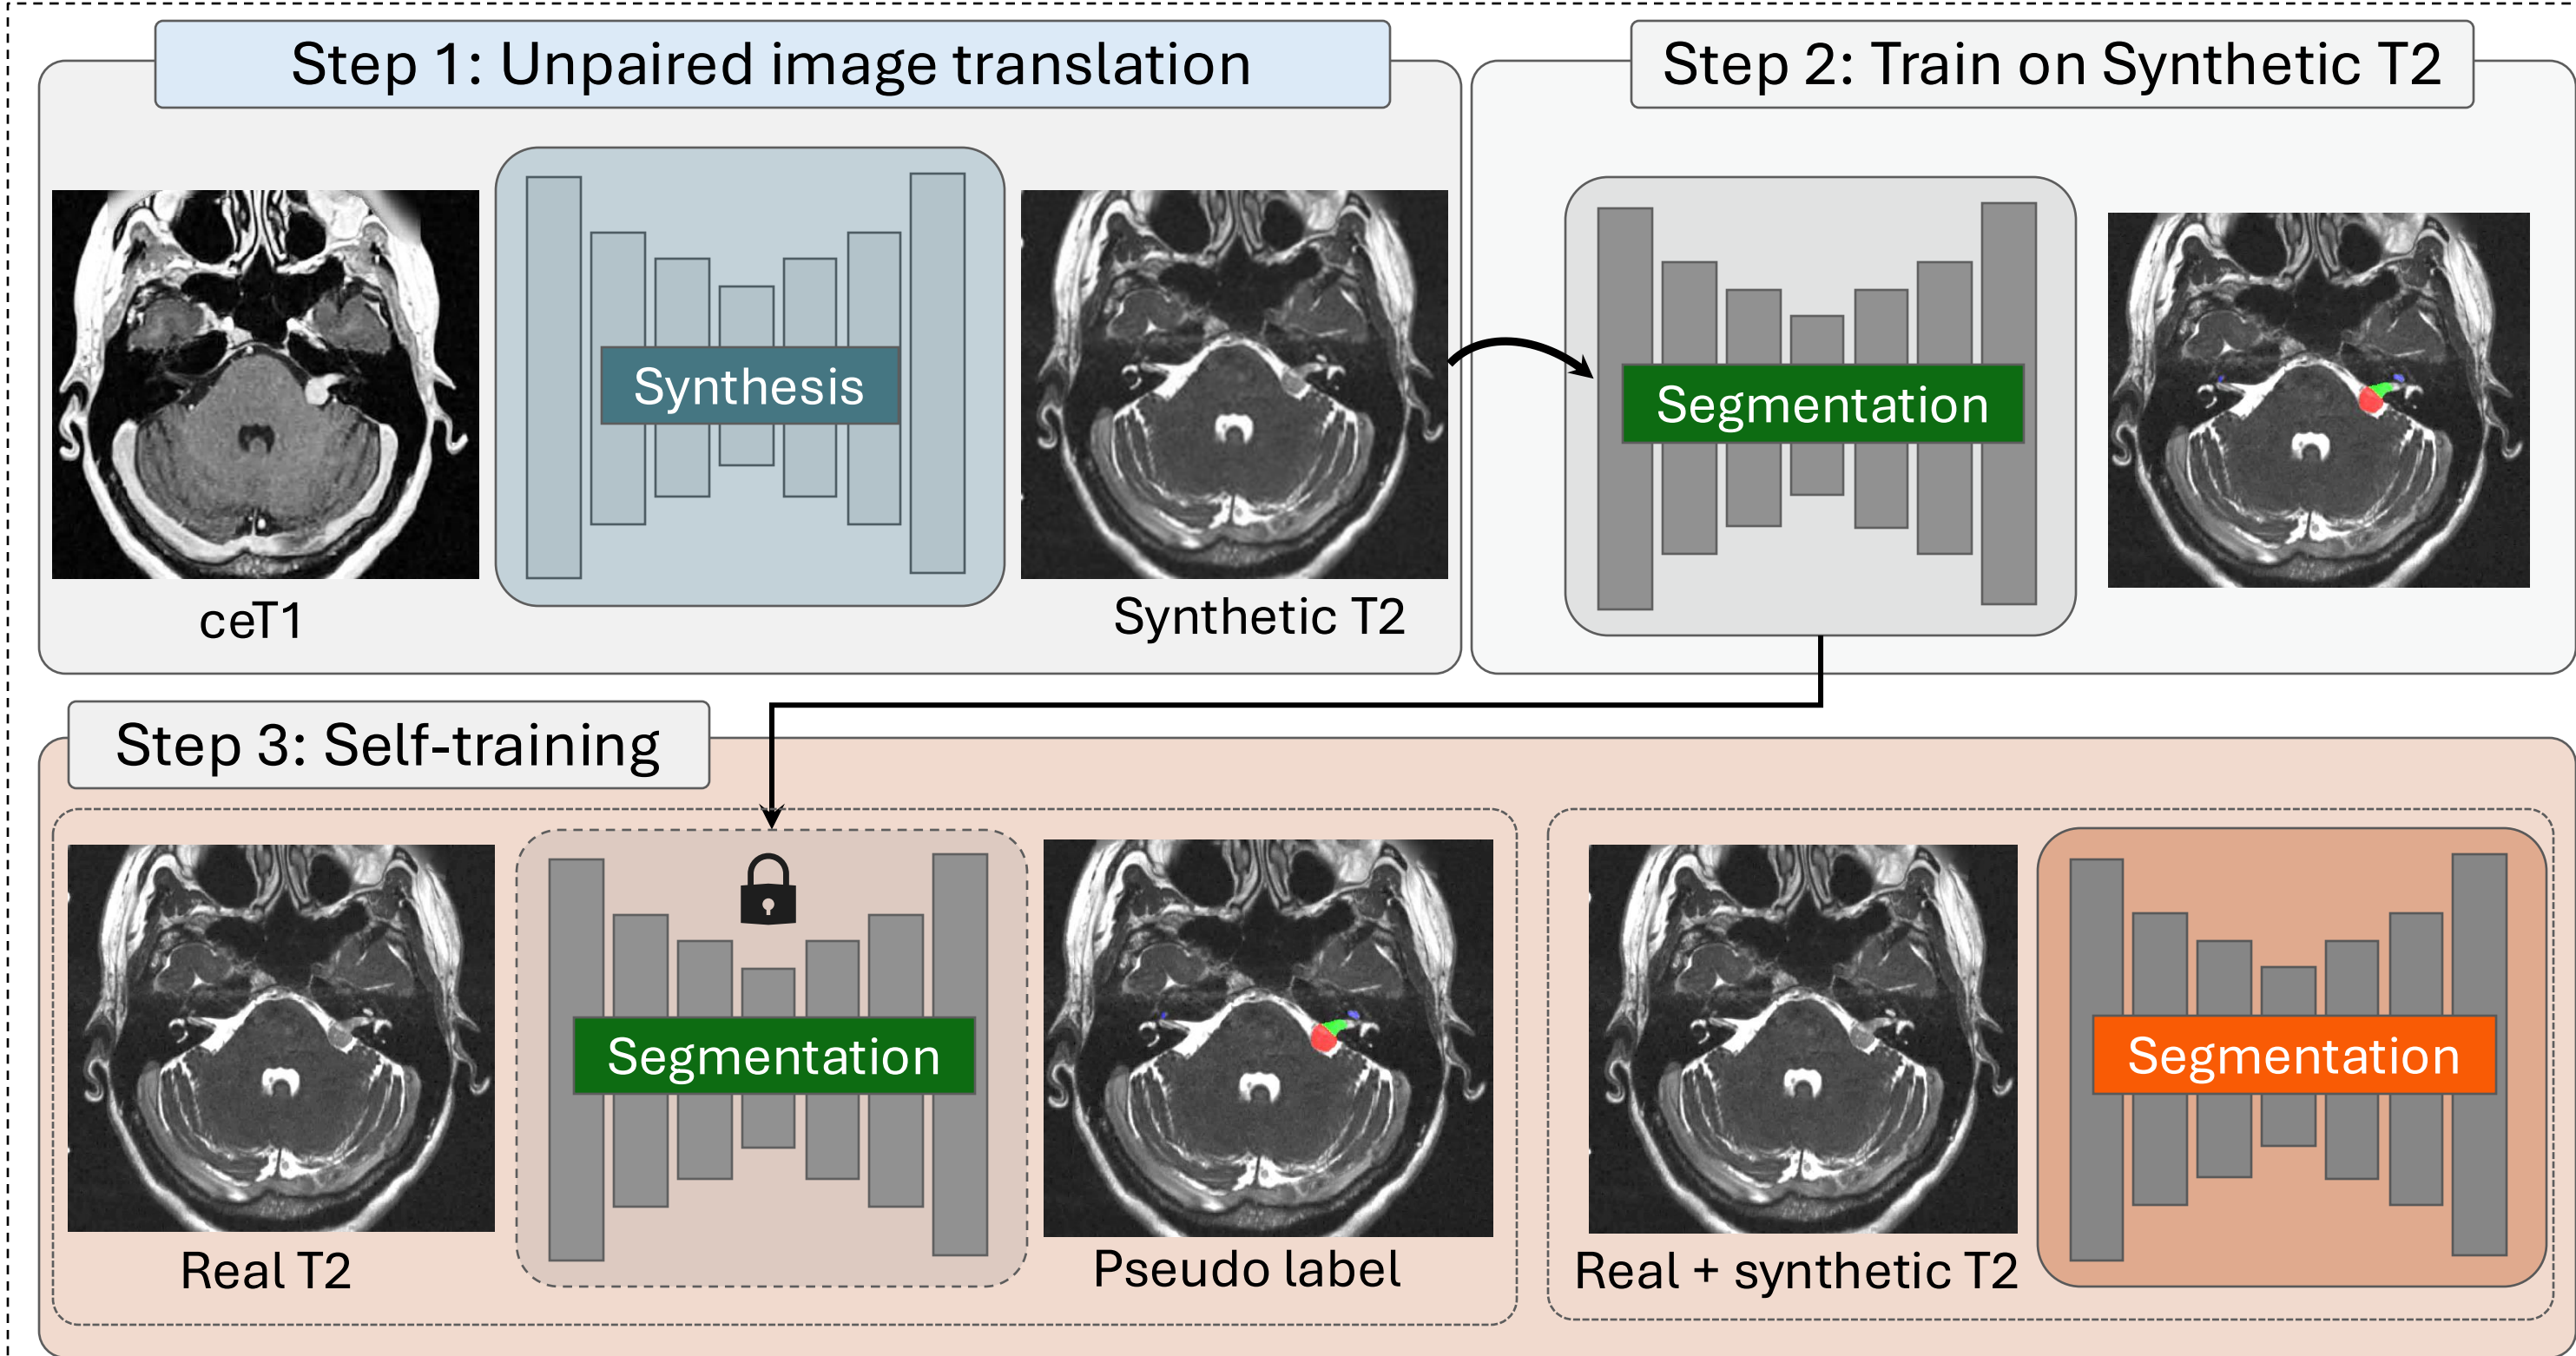 Step 1: Unpaired image translation
Synthesis
ceT1
Synthetic T2
Step 2: Train on Synthetic T2
Segmentation
Step 3: Self-training
Segmentation
Real T2
Pseudo label
Real + synthetic T2
Segmentation